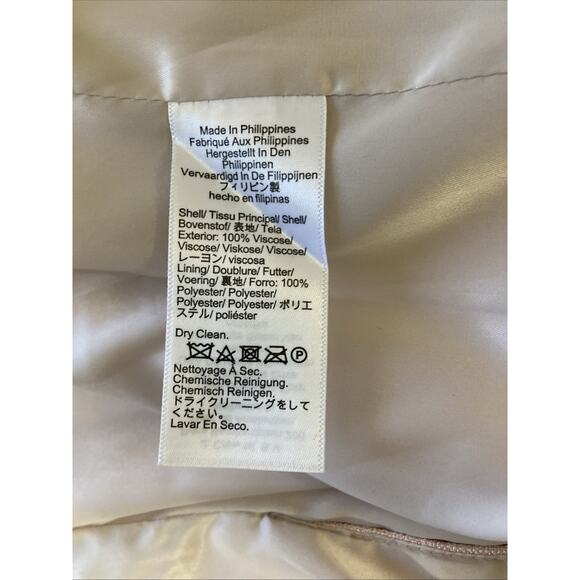 Made In Philippines
Fabriqué Aux Philippines
Hergestellt In Den
Philippinen
Vervaardigd In De Filippijnen
フィリピン製
hecho en filipinas
Shell/ Tissu Principal/ Shell/
Bovenstof/ 表地/ Tela
Exterior: 100% Viscose/
Viscose/ Viskose/ Viscose/
レーヨン/ viscosa
Lining/ Doublure/ Futter/
Voering/ 裏地/ Forro: 100%
Polyester/ Polyester/
Polyester/ Polyester/ ポリエ
ステル/ poliéster
Dry Clean.
P
Nettoyage À Sec.
Chemische Reinigung.
Chemisch Reinigen.
ドライクリーニングをして
ください。
Lavar En Seco.